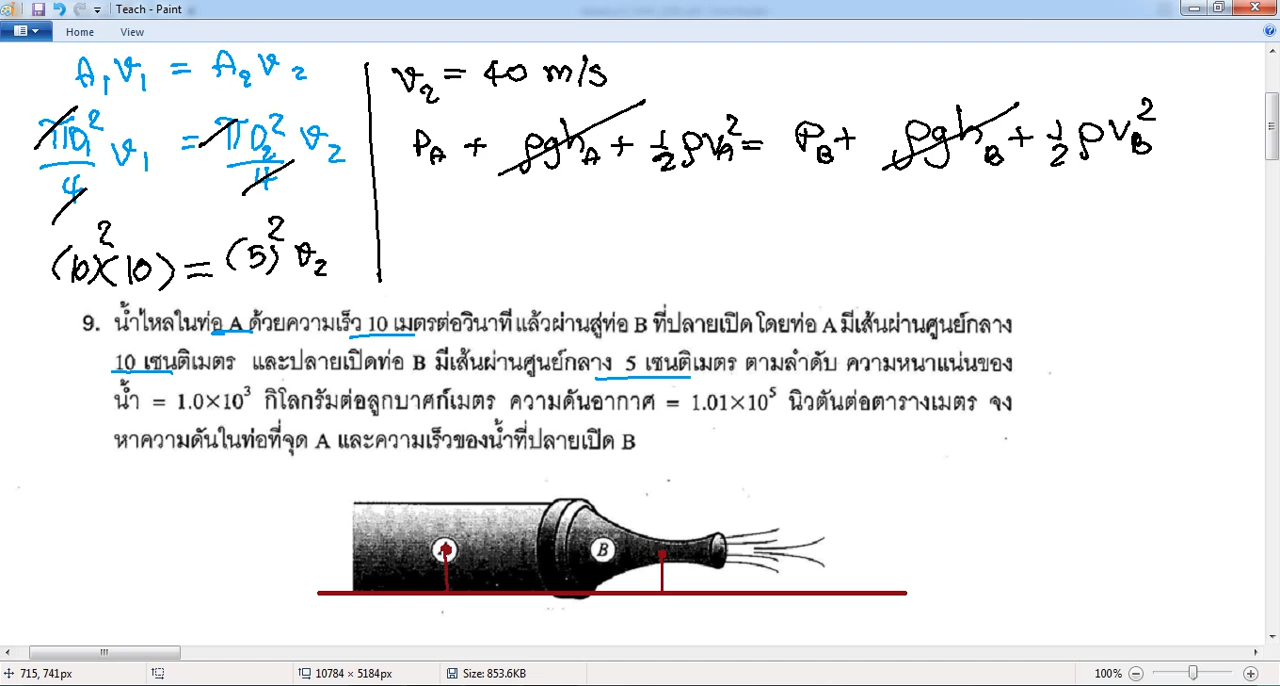 Teach - Paint
Home View
A₁v₁ = A₂v₂
πD₁²/4 v₁ = πD₂²/4 v₂
(10)²(10) = (5)² v₂
v₂ = 40 m/s
P_A + ρgh_A + ½ρV_A² = P_B + ρgh_B + ½ρV_B²
9. น้ำไหลในท่อ A ด้วยความเร็ว 10 เมตรต่อวินาที แล้วผ่านสู่ท่อ B ที่ปลายเปิด โดยท่อ A มีเส้นผ่านศูนย์กลาง
10 เซนติเมตร และปลายเปิดท่อ B มีเส้นผ่านศูนย์กลาง 5 เซนติเมตร ตามลำดับ ความหนาแน่นของ
น้ำ = 1.0×10³ กิโลกรัมต่อลูกบาศก์เมตร ความดันอากาศ = 1.01×10⁵ นิวตันต่อตารางเมตร จง
หาความดันในท่อที่จุด A และความเร็วของน้ำที่ปลายเปิด B
B
715, 741px 10784 × 5184px Size: 853.6KB 100%